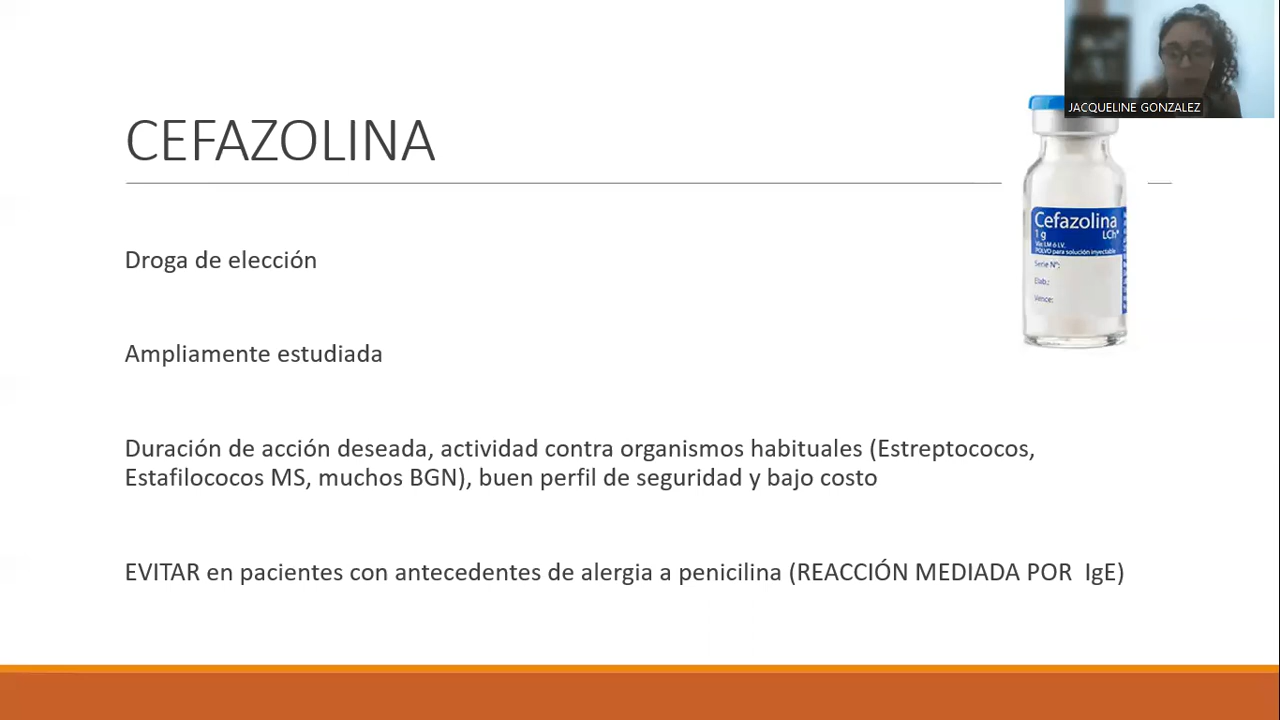 JACQUELINE GONZALEZ
CEFAZOLINA
Cefazolina
1 g LCh®
Vía: I.M. ó I.V.
POLVO para solución inyectable
Serie Nº:
Elab.:
Vence:
Droga de elección
Ampliamente estudiada
Duración de acción deseada, actividad contra organismos habituales (Estreptococos,
Estafilococos MS, muchos BGN), buen perfil de seguridad y bajo costo
EVITAR en pacientes con antecedentes de alergia a penicilina (REACCIÓN MEDIADA POR  IgE)